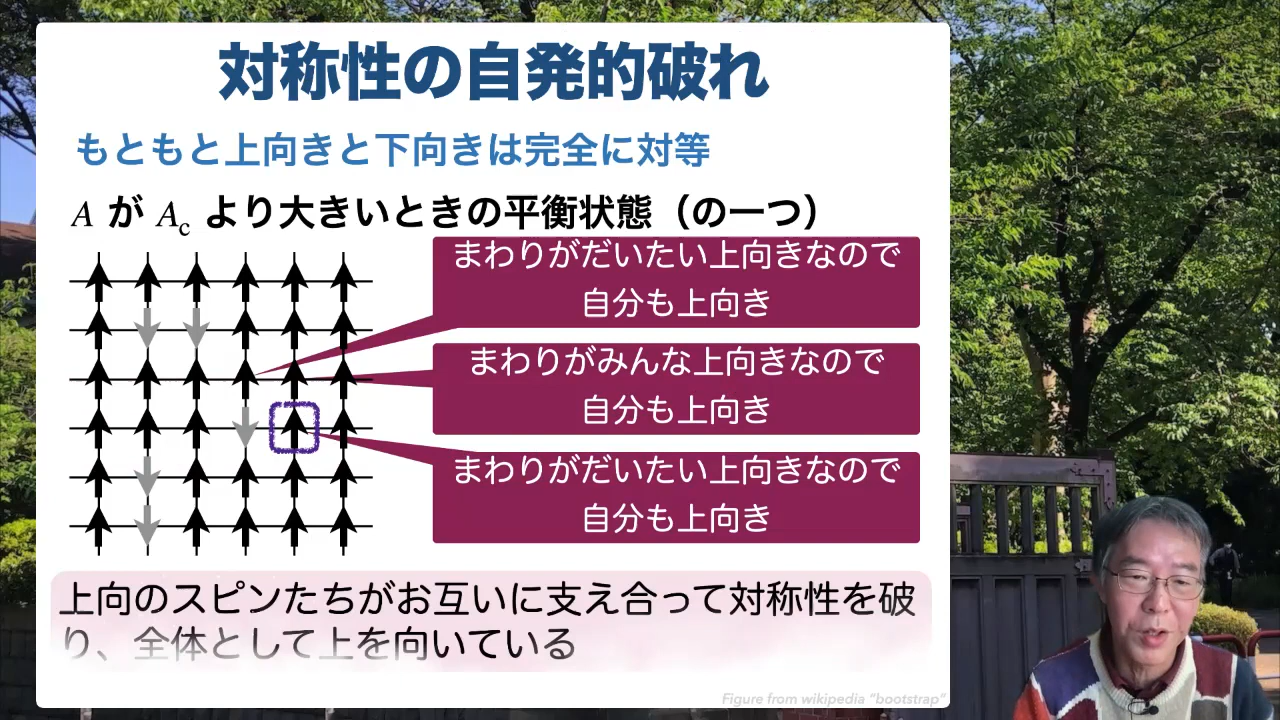 対称性の自発的破れ
もともと上向きと下向きは完全に対等
A が Ac より大きいときの平衡状態（の一つ）
まわりがだいたい上向きなので
自分も上向き
まわりがみんな上向きなので
自分も上向き
まわりがだいたい上向きなので
自分も上向き
上向のスピンたちがお互いに支え合って対称性を破
り、全体として上を向いている
Figure from wikipedia "bootstrap"